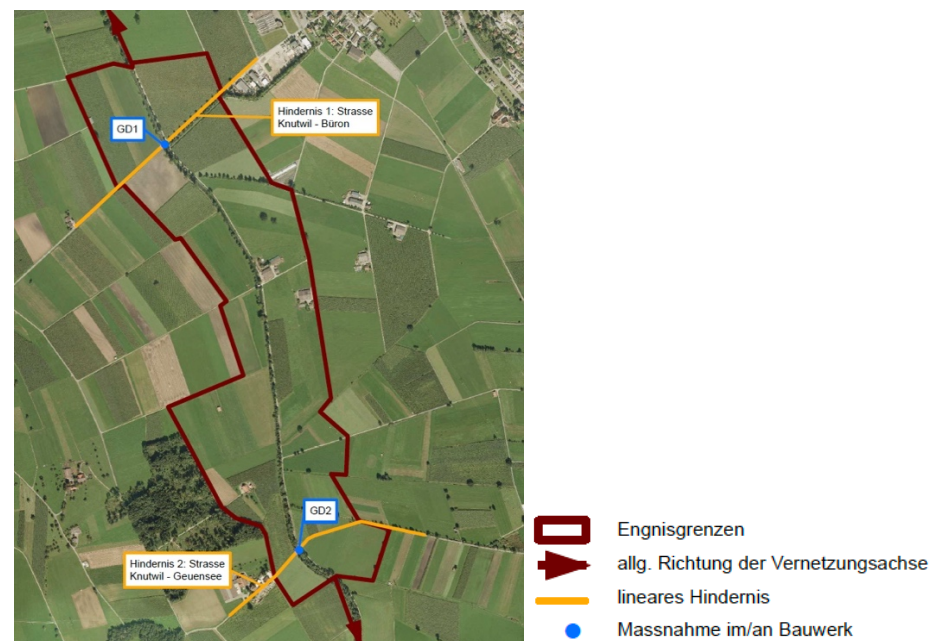 Hindernis 1: Strasse
Knutwil - Büron
GD1
GD2
Hindernis 2: Strasse
Knutwil - Geuensee
Engnisgrenzen
allg. Richtung der Vernetzungsachse
lineares Hindernis
Massnahme im/an Bauwerk